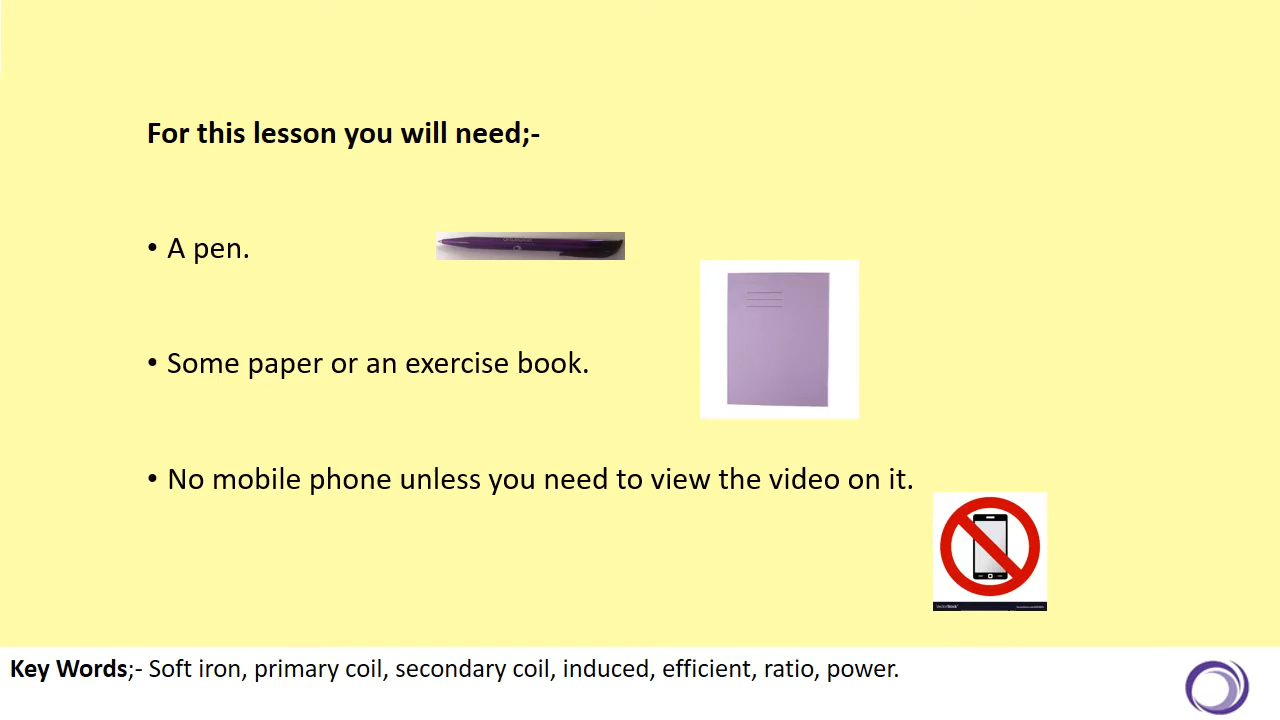 For this lesson you will need;-
• A pen.
• Some paper or an exercise book.
• No mobile phone unless you need to view the video on it.
Key Words;- Soft iron, primary coil, secondary coil, induced, efficient, ratio, power.